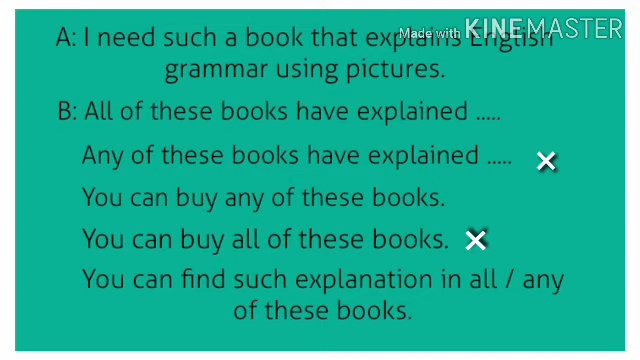 Made with KINEMASTER
A: I need such a book that explains English
grammar using pictures.
B: All of these books have explained .....
Any of these books have explained ..... ×
You can buy any of these books.
You can buy all of these books. ×
You can find such explanation in all / any
of these books.